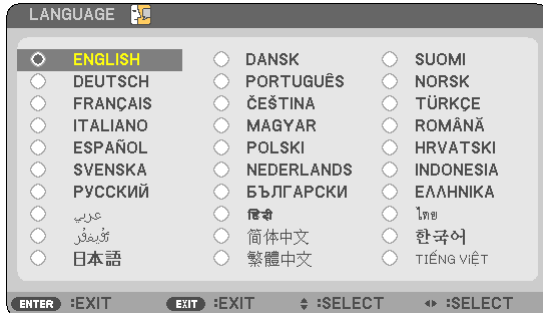 LANGUAGE
ENGLISH DANSK SUOMI
DEUTSCH PORTUGUÊS NORSK
FRANÇAIS ČEŠTINA TÜRKÇE
ITALIANO MAGYAR ROMÂNĂ
ESPAÑOL POLSKI HRVATSKI
SVENSKA NEDERLANDS INDONESIA
РУССКИЙ БЪЛГАРСКИ ΕΛΛΗΝΙΚΑ
عربي हिंदी ไทย
简体中文 한국어
日本語 繁體中文 TIẾNG VIỆT
ENTER :EXIT EXIT :EXIT :SELECT :SELECT